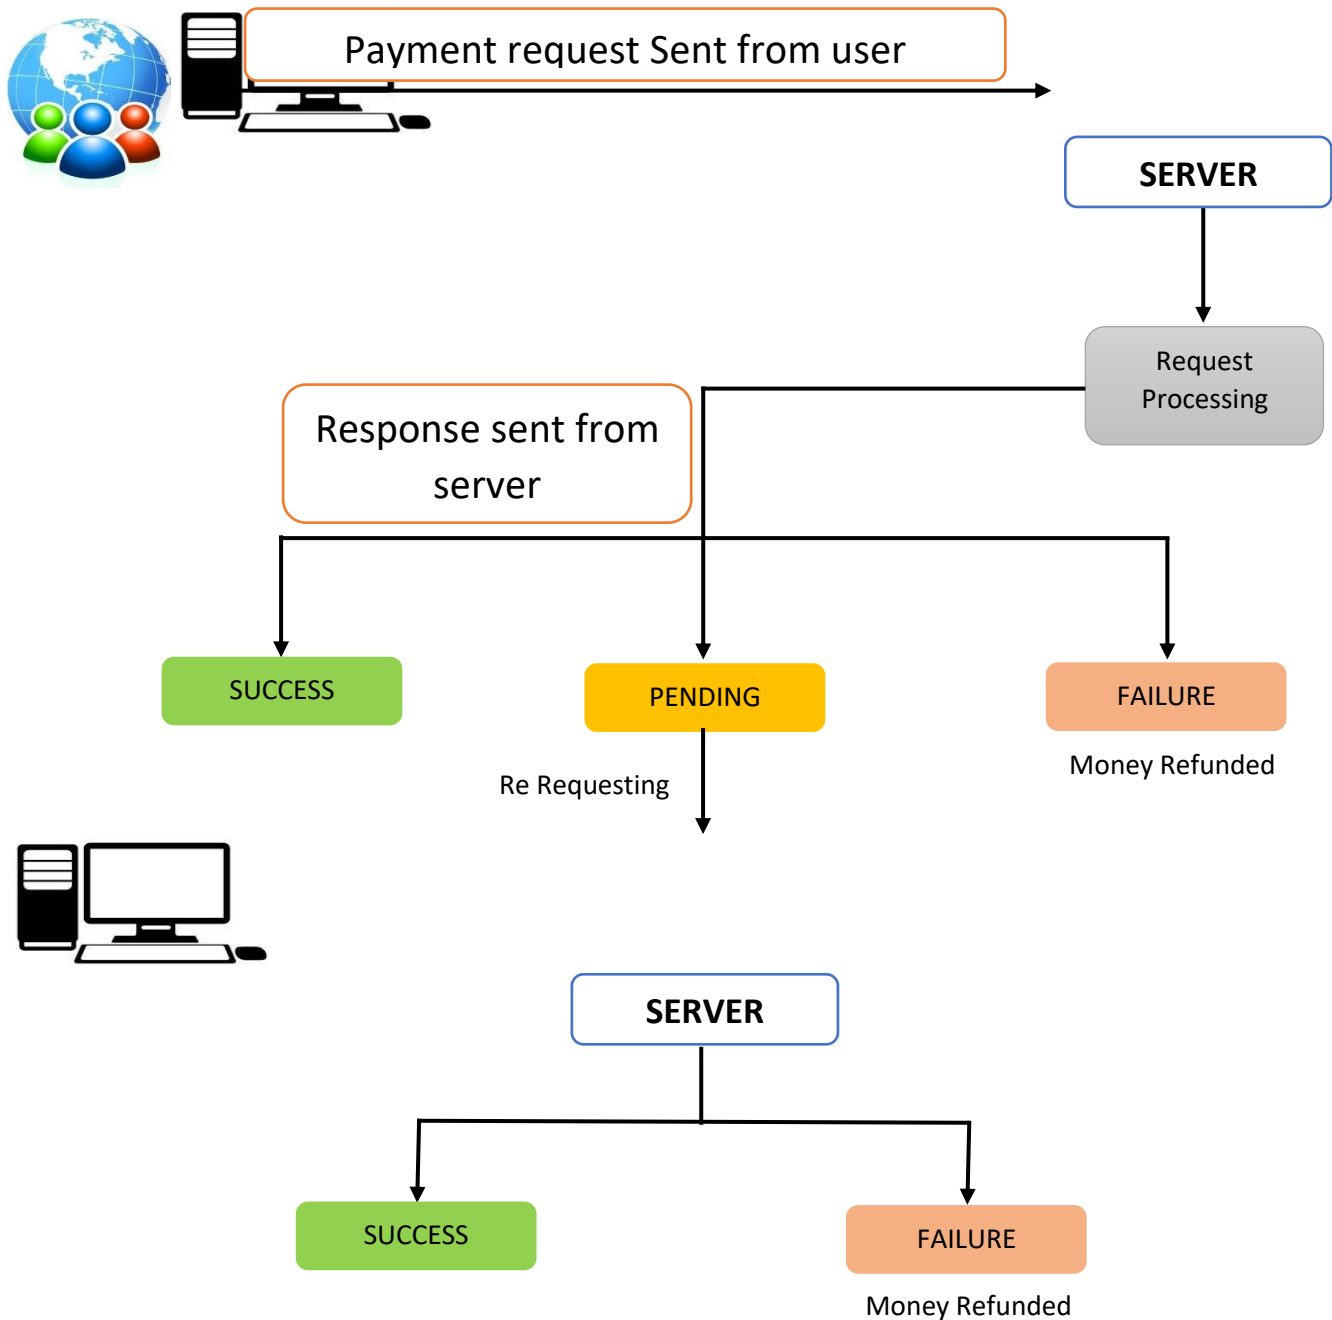 Payment request Sent from user
SERVER
Request
Processing
Response sent from
server
SUCCESS
PENDING
FAILURE
Re Requesting
Money Refunded
SERVER
SUCCESS
FAILURE
Money Refunded